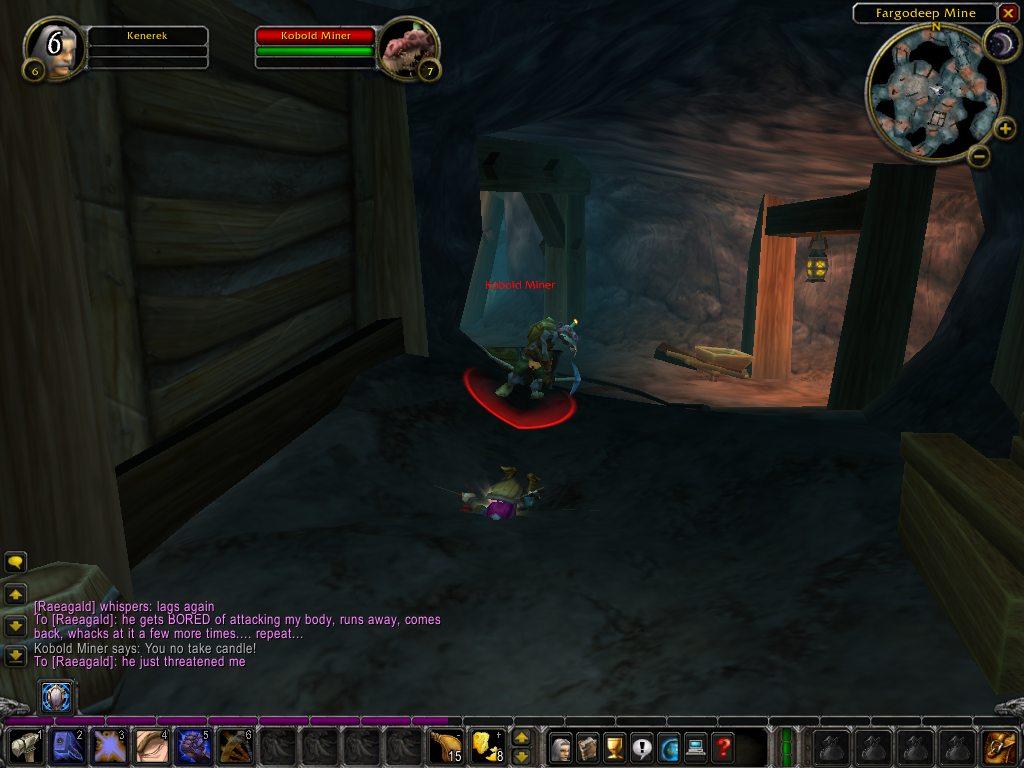 Fargodeep Mine
N
6
Kenerek
6
Kobold Miner
7
Kobold Miner
[Raeagald] whispers: lags again
To [Raeagald]: he gets BORED of attacking my body, runs away, comes
back, whacks at it a few more times.... repeat...
Kobold Miner says: You no take candle!
To [Raeagald]: he just threatened me
1 2 3 4 5 6 15 8